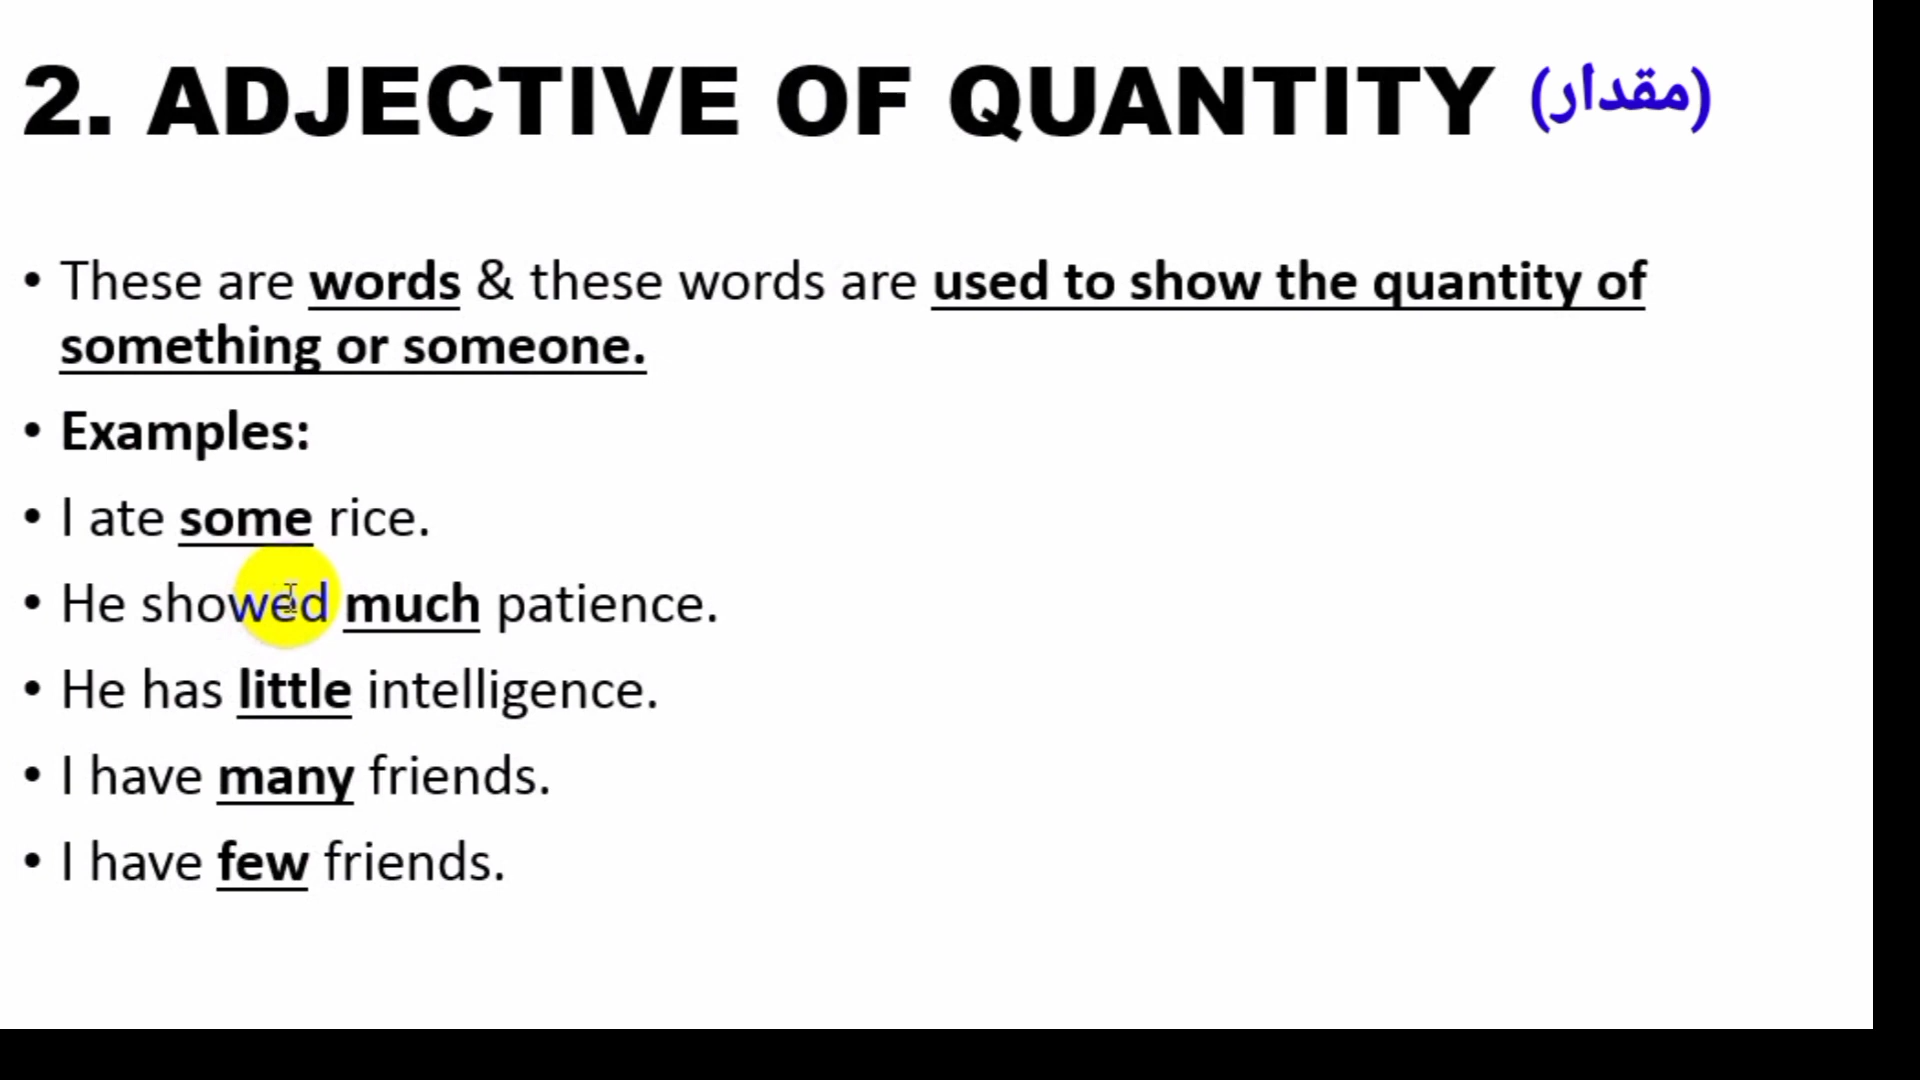 2. ADJECTIVE OF QUANTITY (مقدار)
• These are words & these words are used to show the quantity of
something or someone.
• Examples:
• I ate some rice.
• He showed much patience.
• He has little intelligence.
• I have many friends.
• I have few friends.